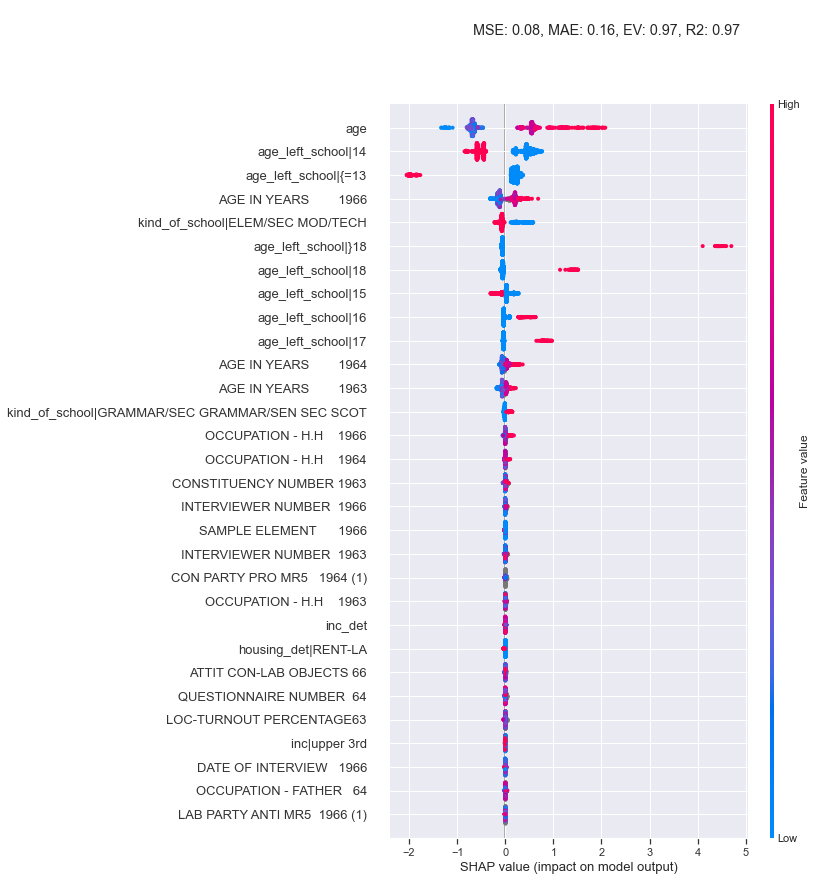 MSE: 0.08, MAE: 0.16, EV: 0.97, R2: 0.97
High
age
age_left_school|14
age_left_school|{=13
AGE IN YEARS 1966
kind_of_school|ELEM/SEC MOD/TECH
age_left_school|}18
age_left_school|18
age_left_school|15
age_left_school|16
age_left_school|17
AGE IN YEARS 1964
AGE IN YEARS 1963
kind_of_school|GRAMMAR/SEC GRAMMAR/SEN SEC SCOT
OCCUPATION - H.H 1966
OCCUPATION - H.H 1964
CONSTITUENCY NUMBER 1963
INTERVIEWER NUMBER 1966
SAMPLE ELEMENT 1966
INTERVIEWER NUMBER 1963
CON PARTY PRO MR5 1964 (1)
OCCUPATION - H.H 1963
inc_det
housing_det|RENT-LA
ATTIT CON-LAB OBJECTS 66
QUESTIONNAIRE NUMBER 64
LOC-TURNOUT PERCENTAGE63
inc|upper 3rd
DATE OF INTERVIEW 1966
OCCUPATION - FATHER 64
LAB PARTY ANTI MR5 1966 (1)
Feature value
Low
−2 −1 0 1 2 3 4 5
SHAP value (impact on model output)